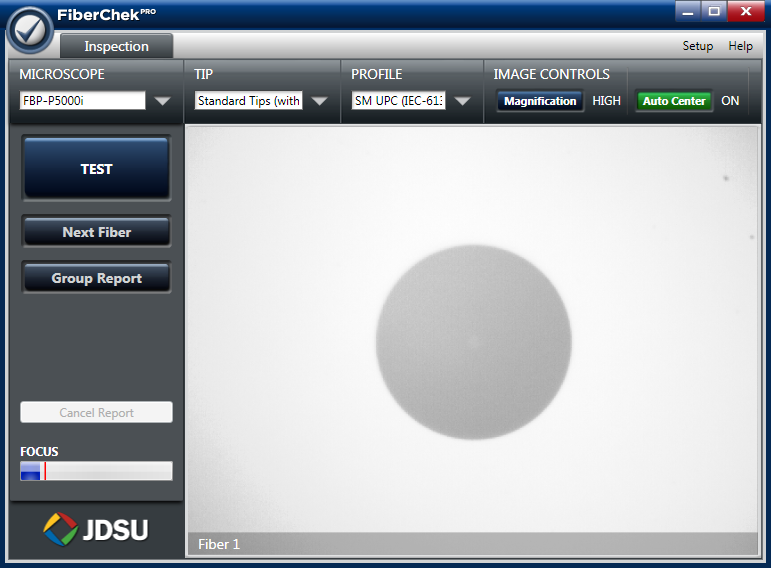 FiberChek PRO
Inspection
Setup Help
MICROSCOPE
FBP-P5000i
TIP
Standard Tips (with
PROFILE
SM UPC (IEC-613
IMAGE CONTROLS
Magnification HIGH Auto Center ON
TEST
Next Fiber
Group Report
Cancel Report
FOCUS
JDSU
Fiber 1